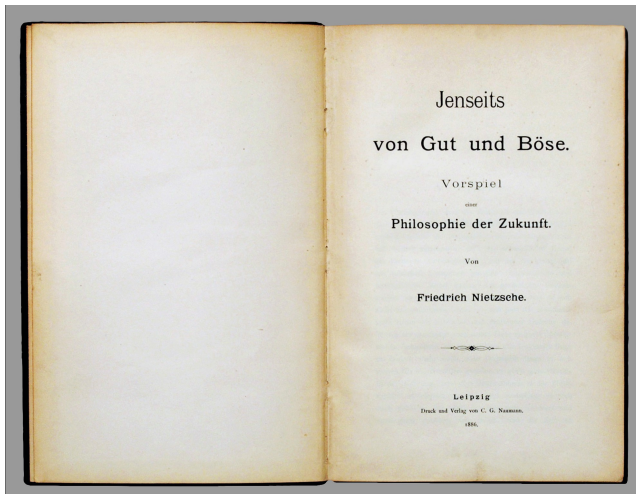 Jenseits
von Gut und Böse.
Vorspiel
einer
Philosophie der Zukunft.
Von
Friedrich Nietzsche.
Leipzig
Druck und Verlag von C. G. Naumann.
1886.